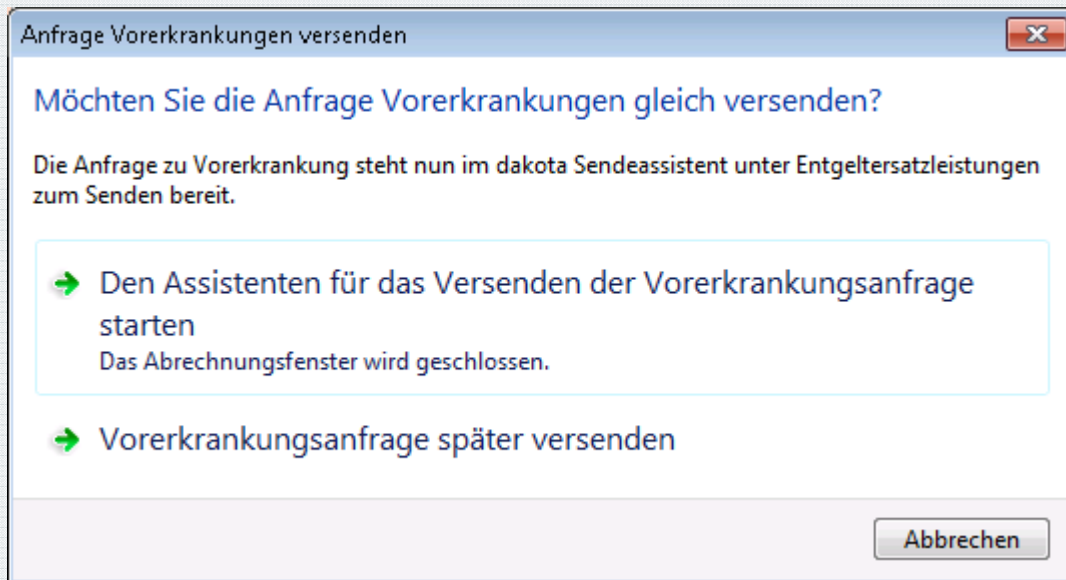 Anfrage Vorerkrankungen versenden
Möchten Sie die Anfrage Vorerkrankungen gleich versenden?
Die Anfrage zu Vorerkrankung steht nun im dakota Sendeassistent unter Entgeltersatzleistungen
zum Senden bereit.
Den Assistenten für das Versenden der Vorerkrankungsanfrage
starten
Das Abrechnungsfenster wird geschlossen.
Vorerkrankungsanfrage später versenden
Abbrechen